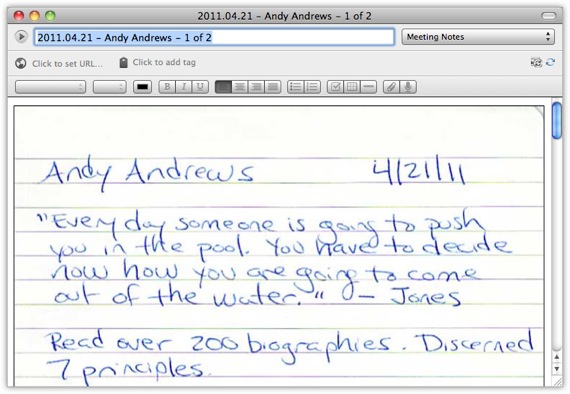 2011.04.21 – Andy Andrews – 1 of 2
2011.04.21 – Andy Andrews – 1 of 2
Meeting Notes
Click to set URL...
Click to add tag
B I U
Andy Andrews 4/21/11
"Every day someone is going to push
you in the pool. You have to decide
now how you are going to come
out of the water." – Jones
Read over 200 biographies. Discerned
7 principles.